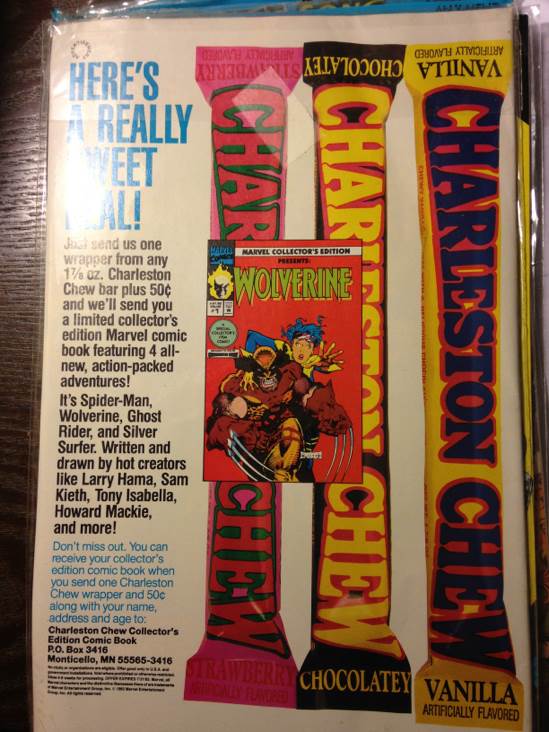 HERE'S
A REALLY
WEET
AL!
Just send us one
wrapper from any
1⅞ oz. Charleston
Chew bar plus 50¢
and we'll send you
a limited collector's
edition Marvel comic
book featuring 4 all-
new, action-packed
adventures!
It's Spider-Man,
Wolverine, Ghost
Rider, and Silver
Surfer. Written and
drawn by hot creators
like Larry Hama, Sam
Kieth, Tony Isabella,
Howard Mackie,
and more!
Don't miss out. You can
receive your collector's
edition comic book when
you send one Charleston
Chew wrapper and 50¢
along with your name,
address and age to:
Charleston Chew Collector's
Edition Comic Book
P.O. Box 3416
Monticello, MN 55565-3416
STRAWBERRY
ARTIFICIALLY FLAVORED
CHAR
CHEW
STRAWBERRY
ARTIFICIALLY FLAVORED
CHOCOLATEY
CHARLESTON CHEW
CHOCOLATEY
VANILLA
ARTIFICIALLY FLAVORED
CHARLESTON CHEW
VANILLA
ARTIFICIALLY FLAVORED
MARVEL
MARVEL COLLECTOR'S EDITION
PRESENTS:
WOLVERINE
#1